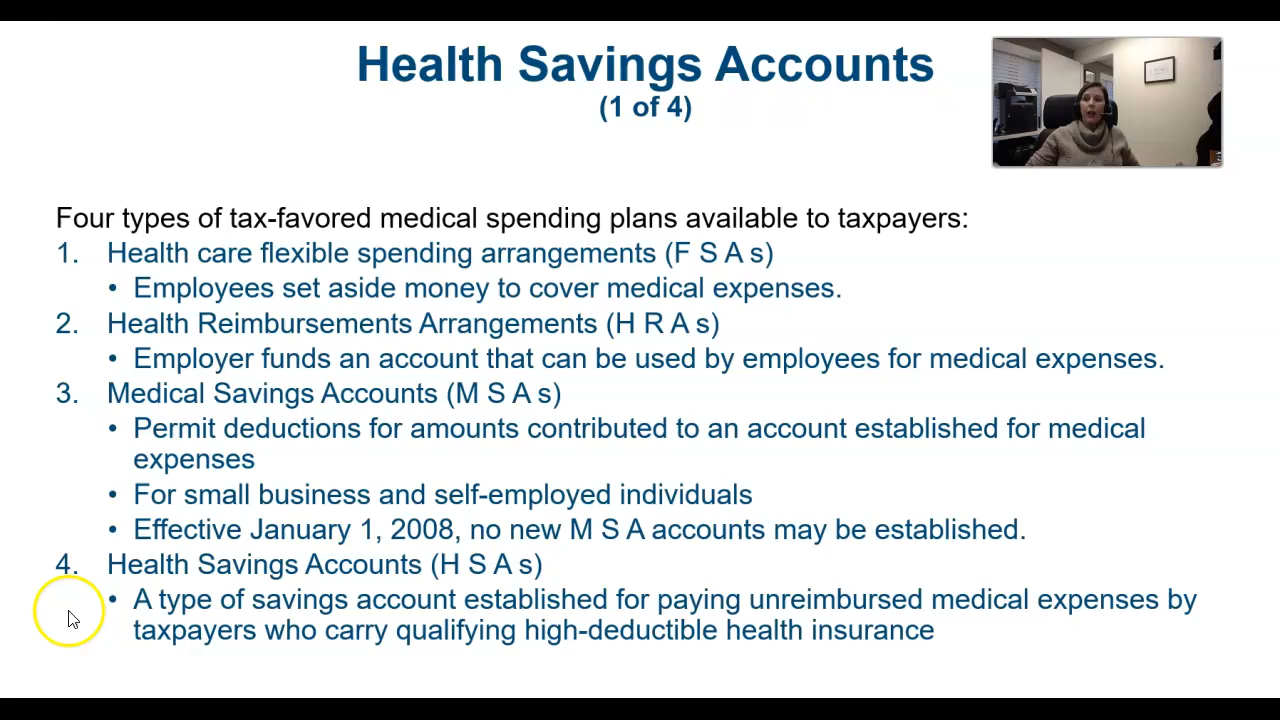 Health Savings Accounts
(1 of 4)
Four types of tax-favored medical spending plans available to taxpayers:
1. Health care flexible spending arrangements (F S A s)
• Employees set aside money to cover medical expenses.
2. Health Reimbursements Arrangements (H R A s)
• Employer funds an account that can be used by employees for medical expenses.
3. Medical Savings Accounts (M S A s)
• Permit deductions for amounts contributed to an account established for medical
expenses
• For small business and self-employed individuals
• Effective January 1, 2008, no new M S A accounts may be established.
4. Health Savings Accounts (H S A s)
• A type of savings account established for paying unreimbursed medical expenses by
taxpayers who carry qualifying high-deductible health insurance